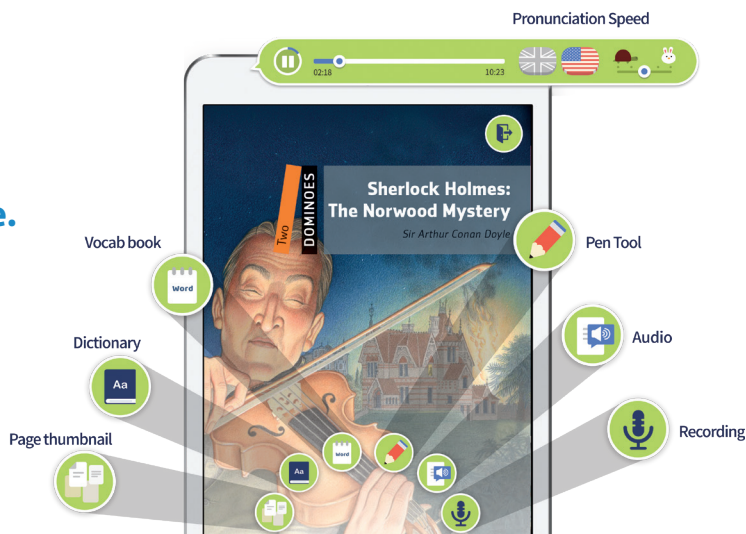 Pronunciation Speed
02:18
10:23
e.
Two
DOMINOES
Sherlock Holmes:
The Norwood Mystery
Sir Arthur Conan Doyle
Vocab book
Word
Pen Tool
Dictionary
Aa
Audio
Page thumbnail
Recording
Word
Aa